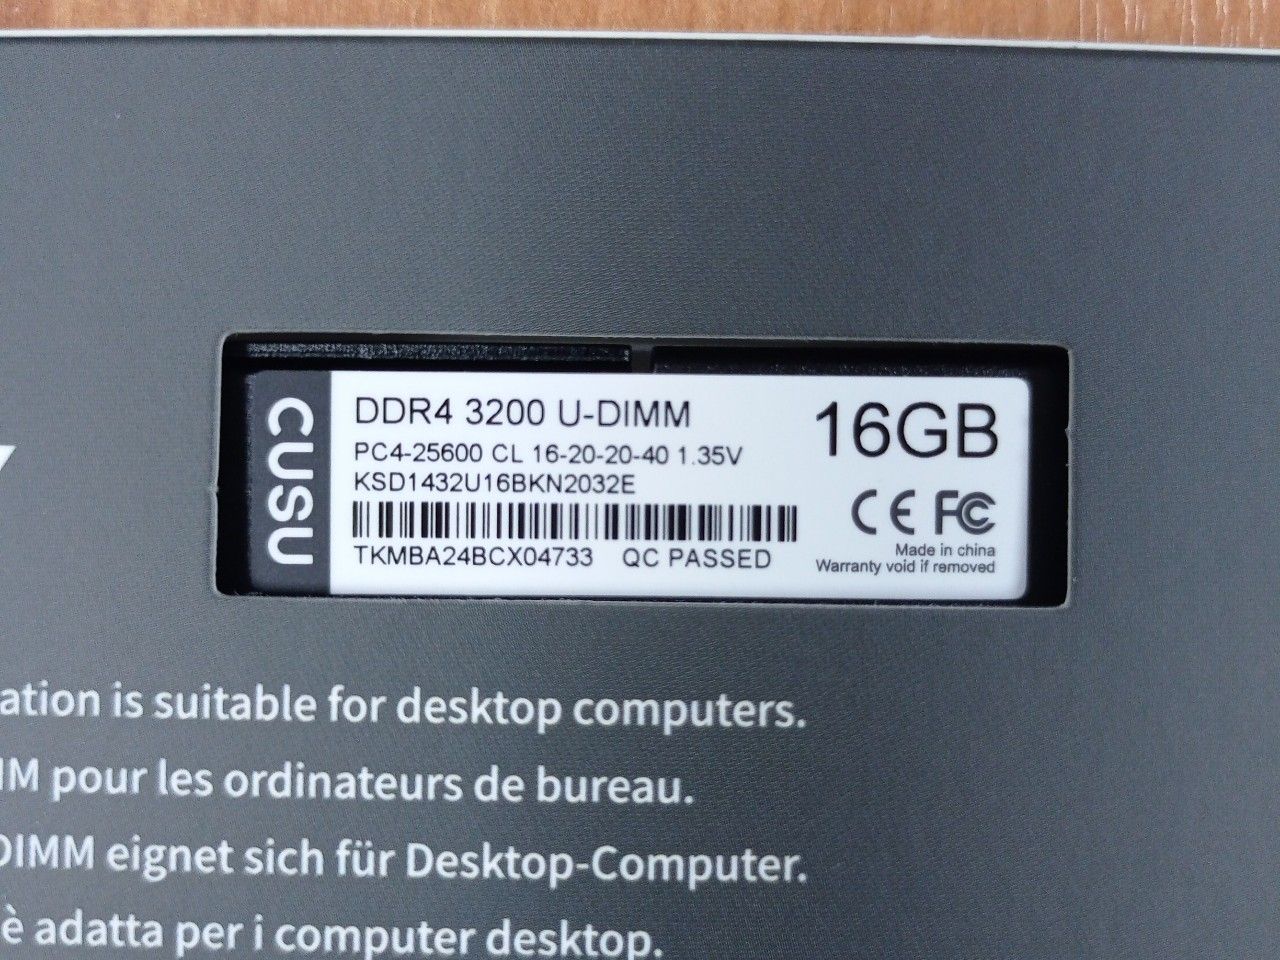 CUSU
DDR4 3200 U-DIMM
16GB
PC4-25600 CL 16-20-20-40 1.35V
KSD1432U16BKN2032E
TKMBA24BCX04733 QC PASSED
CE FC
Made in china
Warranty void if removed
is suitable for desktop computers.
pour les ordinateurs de bureau.
DIMM eignet sich für Desktop-Computer.
è adatta per i computer desktop.